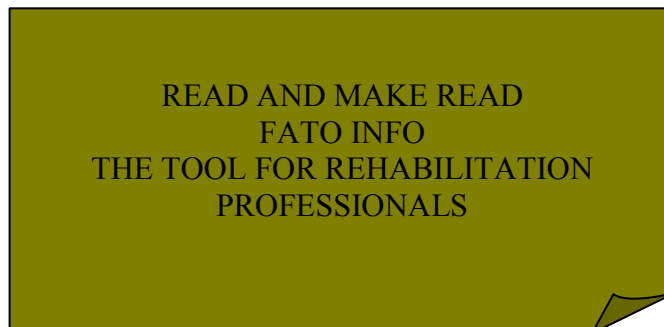 READ AND MAKE READ
FATO INFO
THE TOOL FOR REHABILITATION
PROFESSIONALS